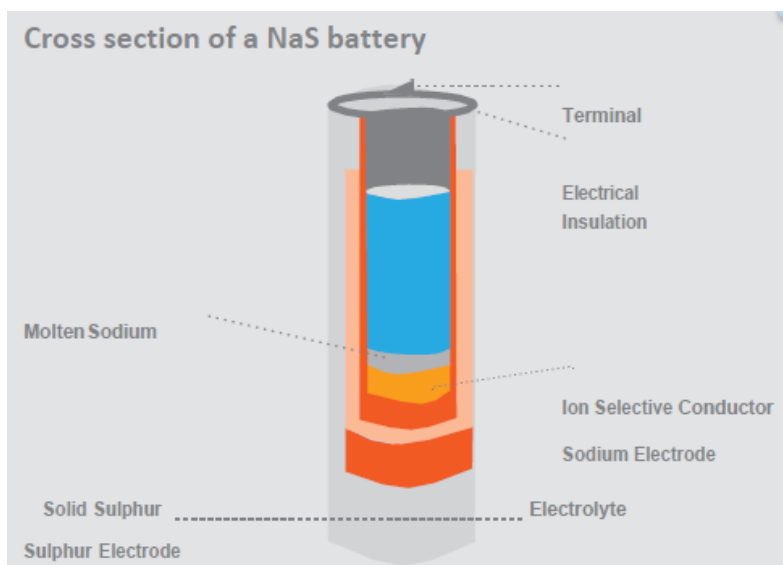 Cross section of a NaS battery
Terminal
Electrical
Insulation
Molten Sodium
Ion Selective Conductor
Sodium Electrode
Solid Sulphur
Electrolyte
Sulphur Electrode